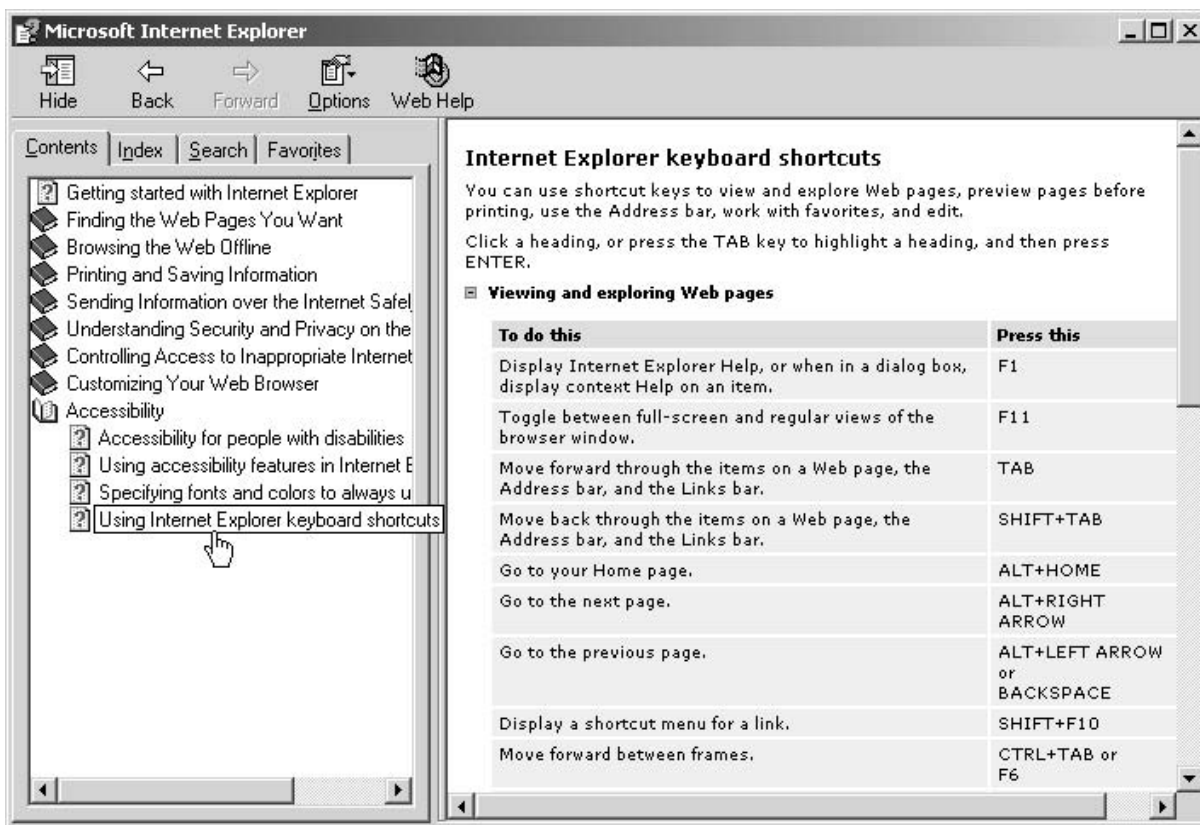 Microsoft Internet Explorer
Hide Back Forward Options Web Help
Contents Index Search Favorites
Getting started with Internet Explorer
Finding the Web Pages You Want
Browsing the Web Offline
Printing and Saving Information
Sending Information over the Internet Safel
Understanding Security and Privacy on the
Controlling Access to Inappropriate Internet
Customizing Your Web Browser
Accessibility
Accessibility for people with disabilities
Using accessibility features in Internet E
Specifying fonts and colors to always u
Using Internet Explorer keyboard shortcuts
Internet Explorer keyboard shortcuts
You can use shortcut keys to view and explore Web pages, preview pages before
printing, use the Address bar, work with favorites, and edit.
Click a heading, or press the TAB key to highlight a heading, and then press
ENTER.
Viewing and exploring Web pages
To do this Press this
Display Internet Explorer Help, or when in a dialog box, F1
display context Help on an item.
Toggle between full-screen and regular views of the F11
browser window.
Move forward through the items on a Web page, the TAB
Address bar, and the Links bar.
Move back through the items on a Web page, the SHIFT+TAB
Address bar, and the Links bar.
Go to your Home page. ALT+HOME
Go to the next page. ALT+RIGHT
ARROW
Go to the previous page. ALT+LEFT ARROW
or
BACKSPACE
Display a shortcut menu for a link. SHIFT+F10
Move forward between frames. CTRL+TAB or
F6